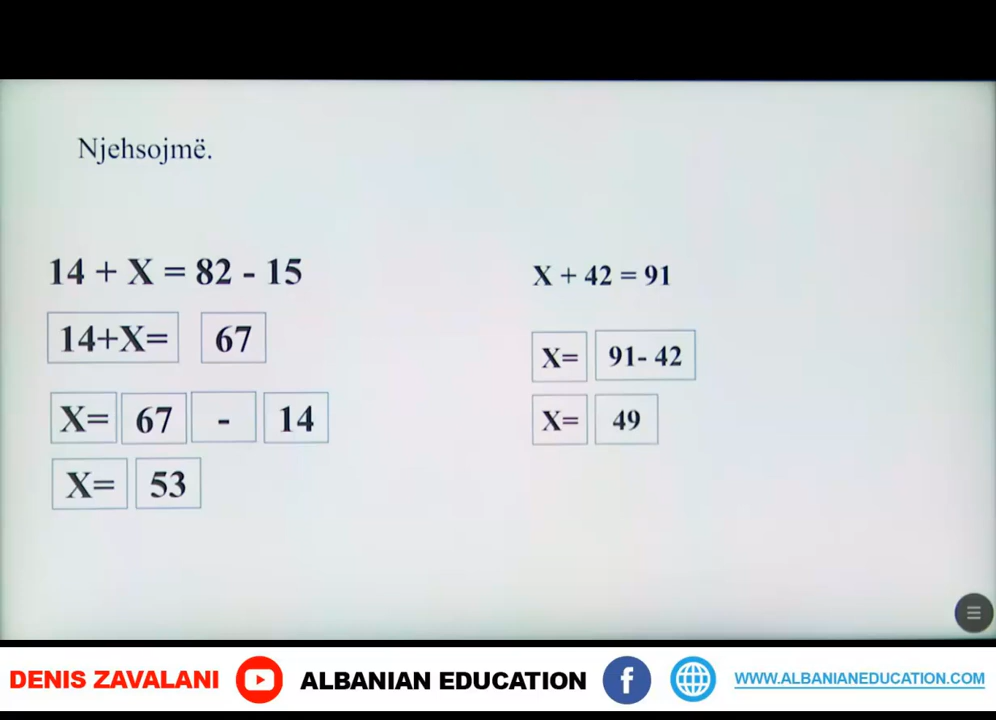 Njehsojmë.
14 + X = 82 - 15
14+X= 67
X= 67 - 14
X= 53
X + 42 = 91
X= 91- 42
X= 49
DENIS ZAVALANI ALBANIAN EDUCATION f WWW.ALBANIANEDUCATION.COM